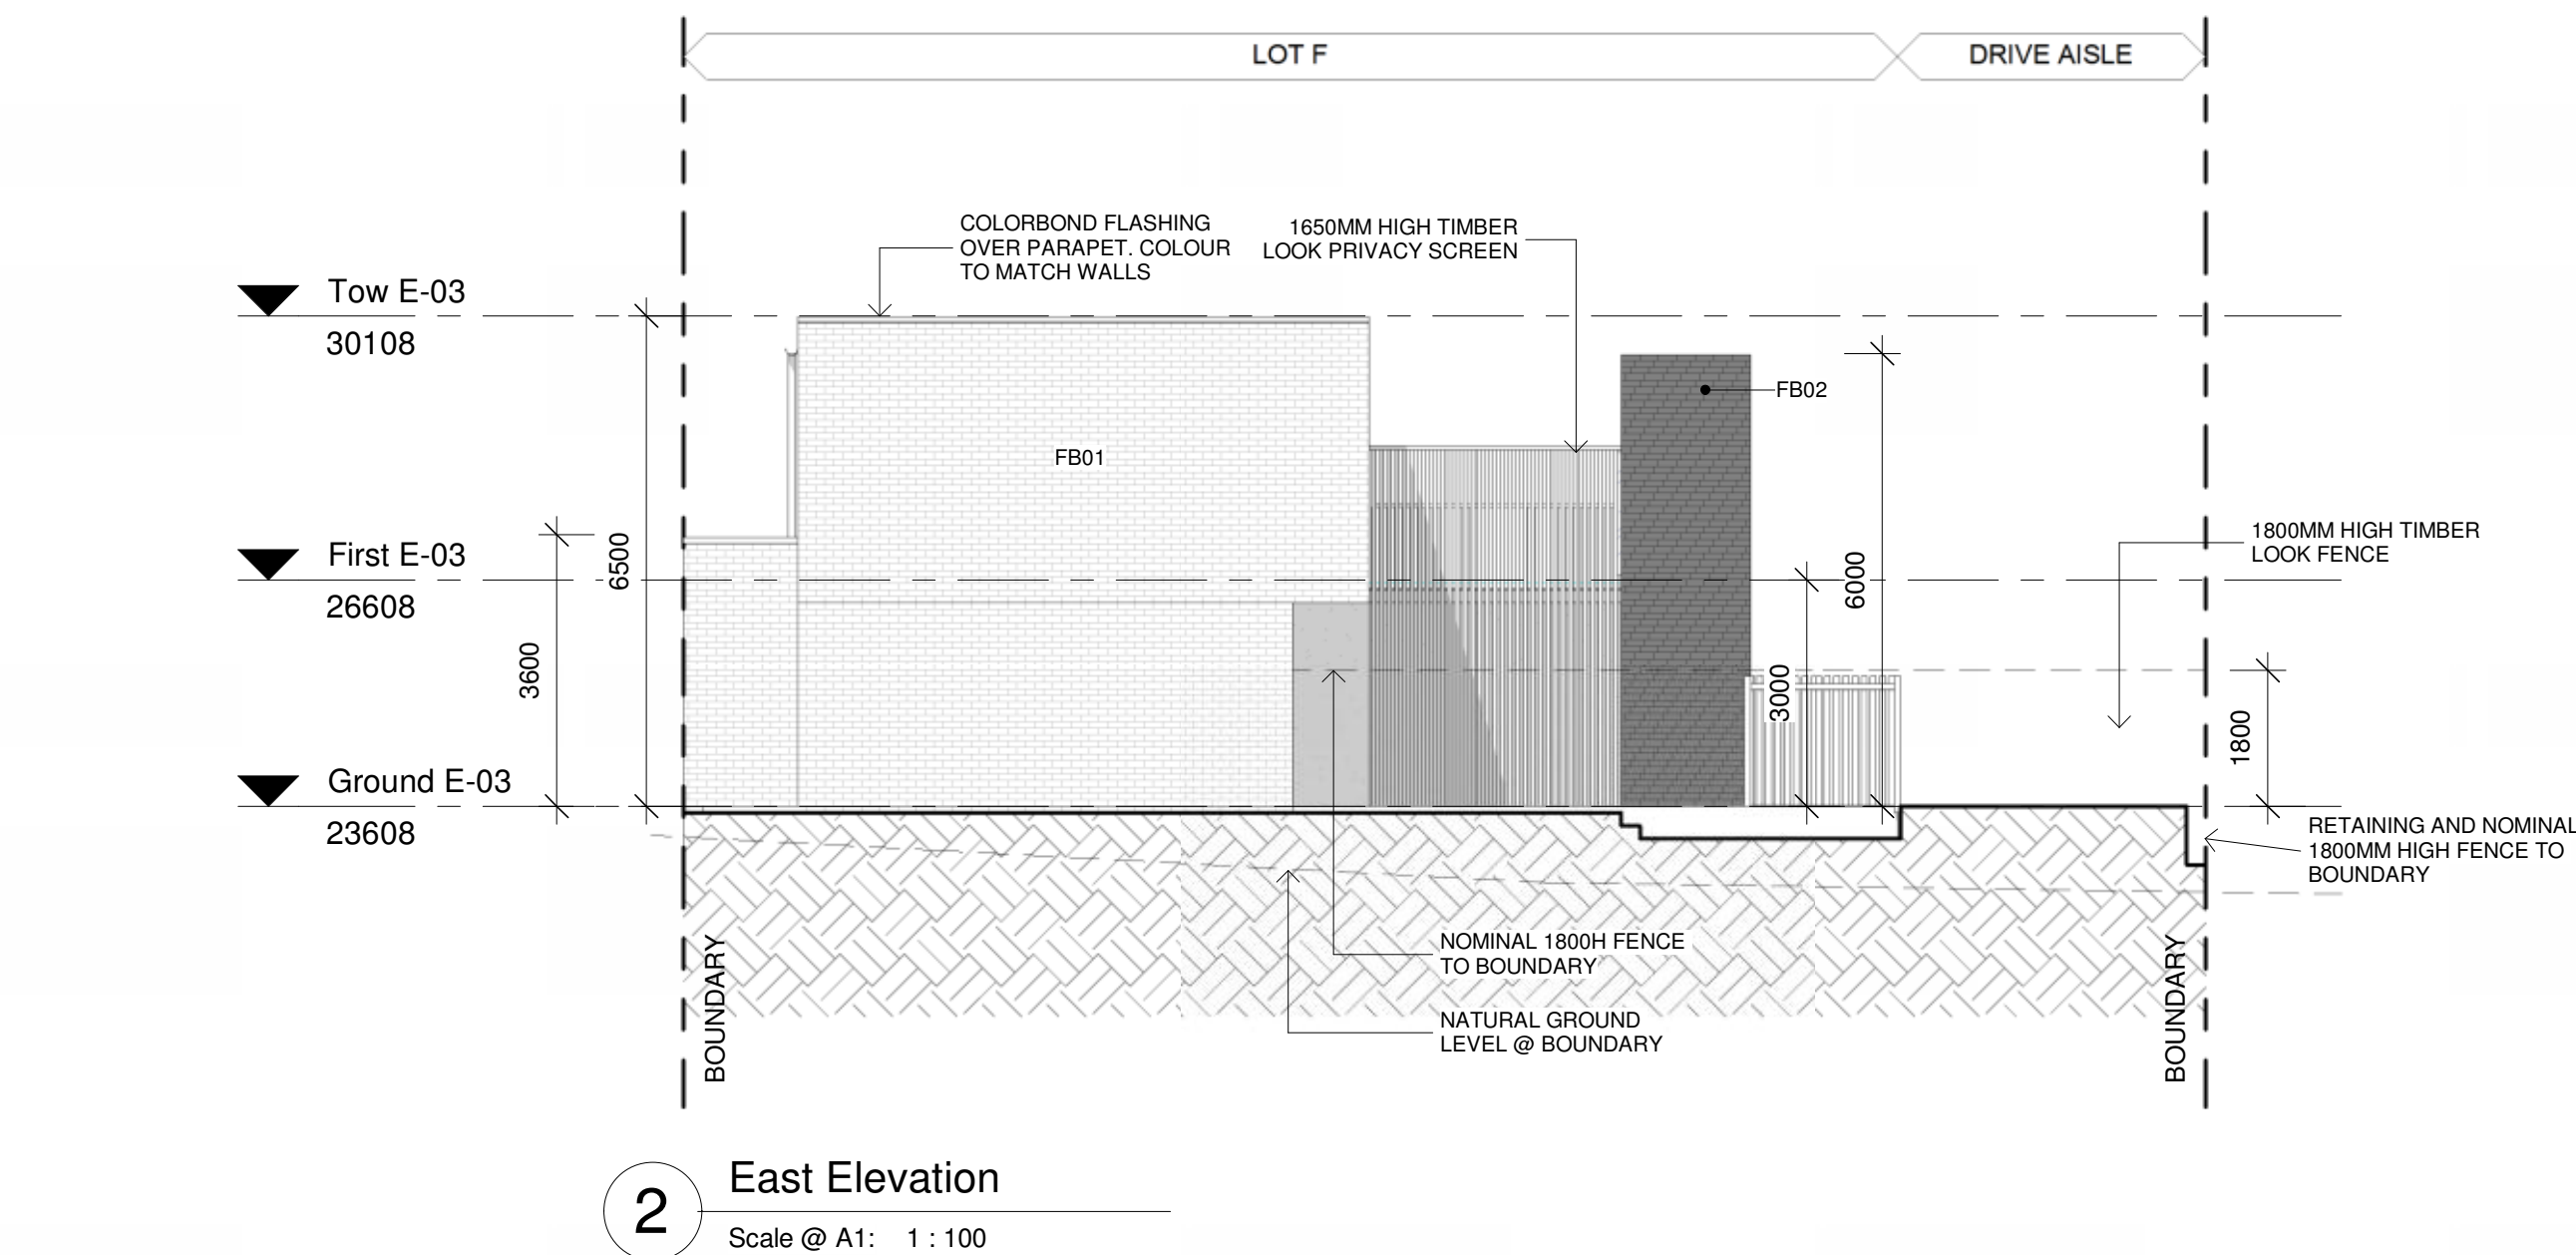 LOT F
DRIVE AISLE
COLORBOND FLASHING
OVER PARAPET. COLOUR
TO MATCH WALLS
1650MM HIGH TIMBER
LOOK PRIVACY SCREEN
Tow E-03
30108
FB02
FB01
First E-03
26608
6500
3600
6000
3000
1800MM HIGH TIMBER
LOOK FENCE
1800
Ground E-03
23608
RETAINING AND NOMINAL
1800MM HIGH FENCE TO
BOUNDARY
NOMINAL 1800H FENCE
TO BOUNDARY
NATURAL GROUND
LEVEL @ BOUNDARY
BOUNDARY
BOUNDARY
2
East Elevation
Scale @ A1: 1 : 100